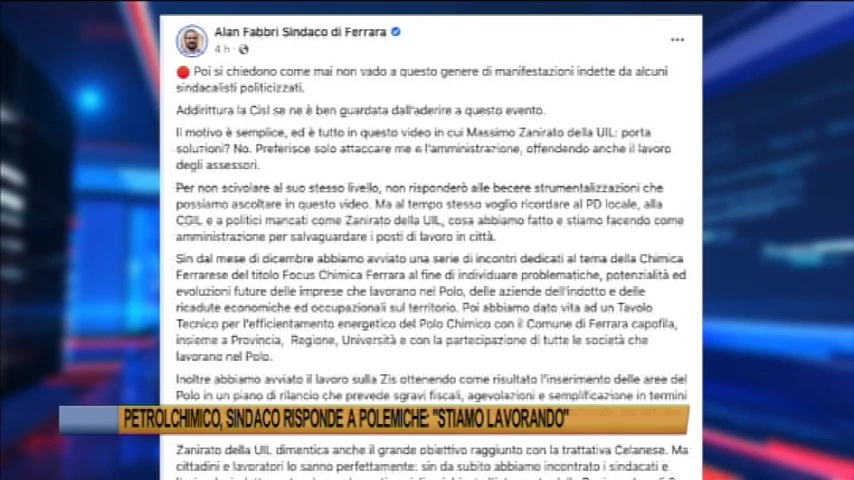 Alan Fabbri Sindaco di Ferrara
4 h ·
Poi si chiedono come mai non vado a questo genere di manifestazioni indette da alcuni
sindacalisti politicizzati.
Addirittura la Cisl se ne è ben guardata dall'aderire a questo evento.
Il motivo è semplice, ed è tutto in questo video in cui Massimo Zanirato della UIL: porta
soluzioni? No. Preferisce solo attaccare me e l'amministrazione, offendendo anche il lavoro
degli assessori.
Per non scivolare al suo stesso livello, non risponderò alle becere strumentalizzazioni che
possiamo ascoltare in questo video. Ma al tempo stesso voglio ricordare al PD locale, alla
CGIL e a politici mancati come Zanirato della UIL, cosa abbiamo fatto e stiamo facendo come
amministrazione per salvaguardare i posti di lavoro in città.
Sin dal mese di dicembre abbiamo avviato una serie di incontri dedicati al tema della Chimica
Ferrarese del titolo Focus Chimica Ferrara al fine di individuare problematiche, potenzialità ed
evoluzioni future delle imprese che lavorano nel Polo, delle aziende dell'indotto e delle
ricadute economiche ed occupazionali sul territorio. Poi abbiamo dato vita ad un Tavolo
Tecnico per l'efficientamento energetico del Polo Chimico con il Comune di Ferrara capofila,
insieme a Provincia, Regione, Università e con la partecipazione di tutte le società che
lavorano nel Polo.
Inoltre abbiamo avviato il lavoro sulla Zls ottenendo come risultato l'inserimento delle aree del
Polo in un piano di rilancio che prevede sgravi fiscali, agevolazioni e semplificazione in termini
PETROLCHIMICO, SINDACO RISPONDE A POLEMICHE: "STIAMO LAVORANDO"
Zanirato della UIL dimentica anche il grande obiettivo raggiunto con la trattativa Celanese. Ma
cittadini e lavoratori lo sanno perfettamente: sin da subito abbiamo incontrato i sindacati e